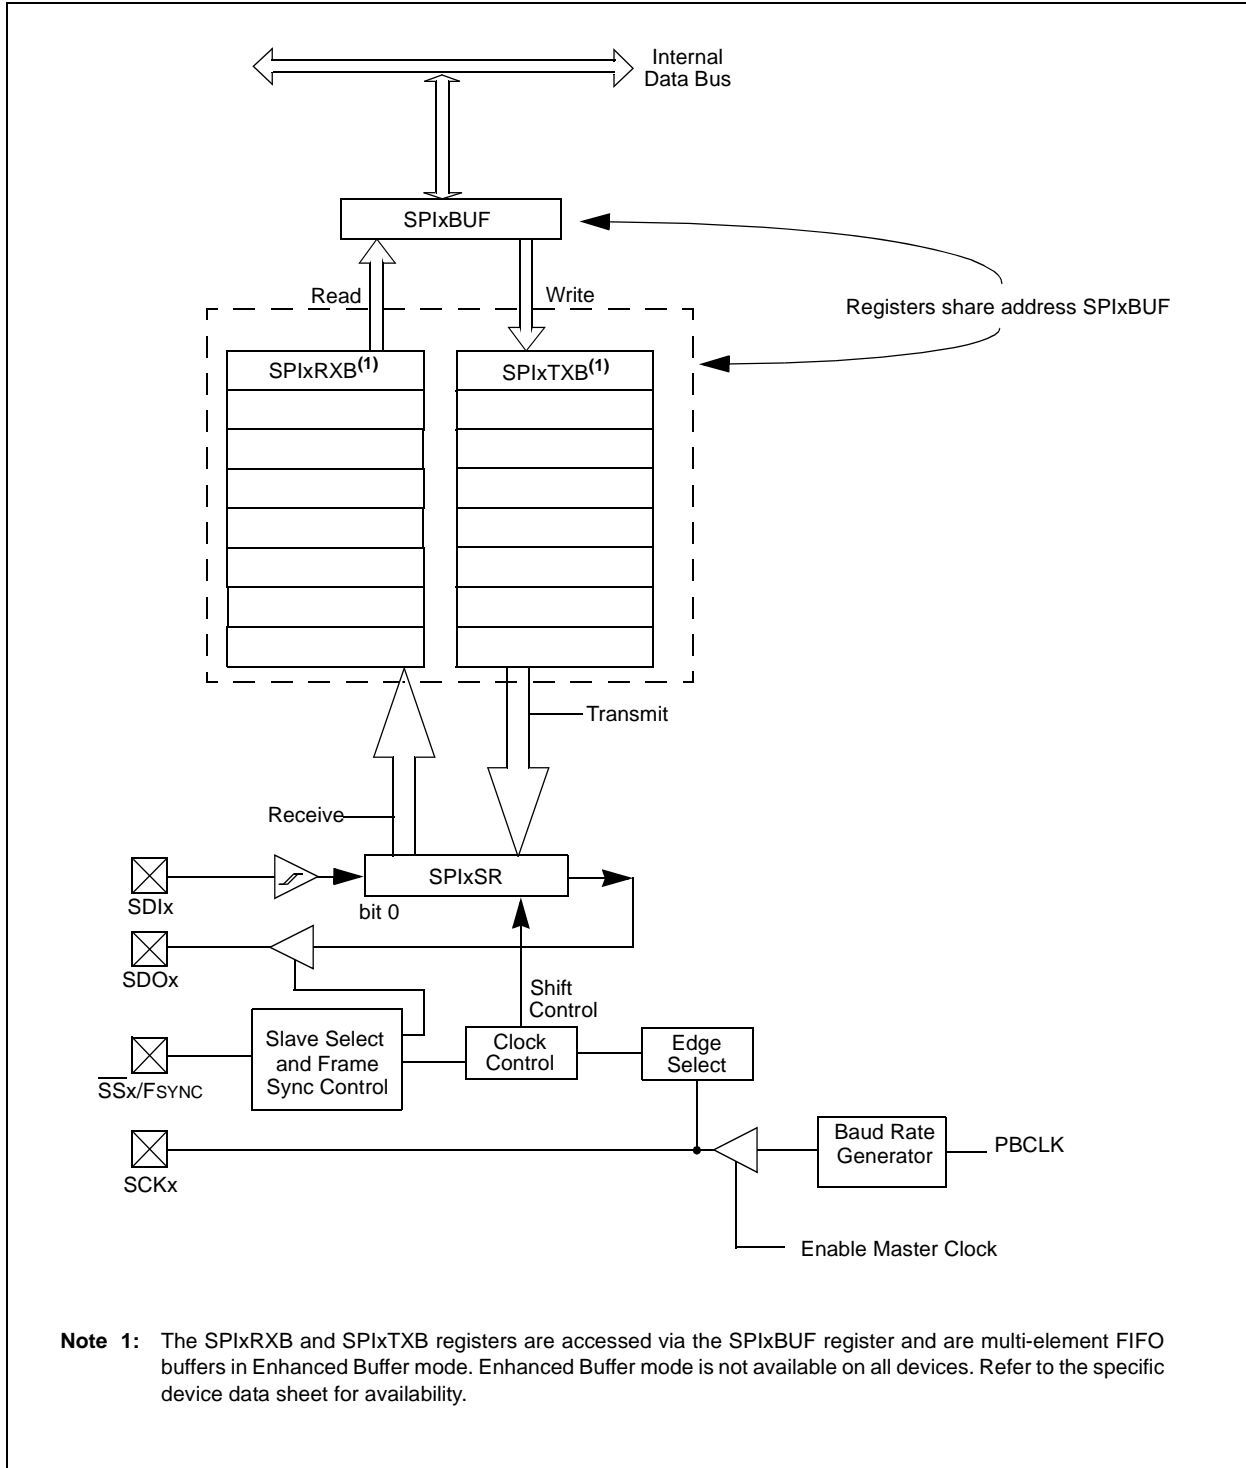 Internal
Data Bus
SPIxBUF
Read
Write
Registers share address SPIxBUF
SPIxRXB(1)
SPIxTXB(1)
Transmit
Receive
SPIxSR
SDIx
bit 0
SDOx
Shift
Control
Slave Select
and Frame
Sync Control
Clock
Control
Edge
Select
SSx/FSYNC
Baud Rate
Generator
PBCLK
SCKx
Enable Master Clock
Note 1: The SPIxRXB and SPIxTXB registers are accessed via the SPIxBUF register and are multi-element FIFO
buffers in Enhanced Buffer mode. Enhanced Buffer mode is not available on all devices. Refer to the specific
device data sheet for availability.